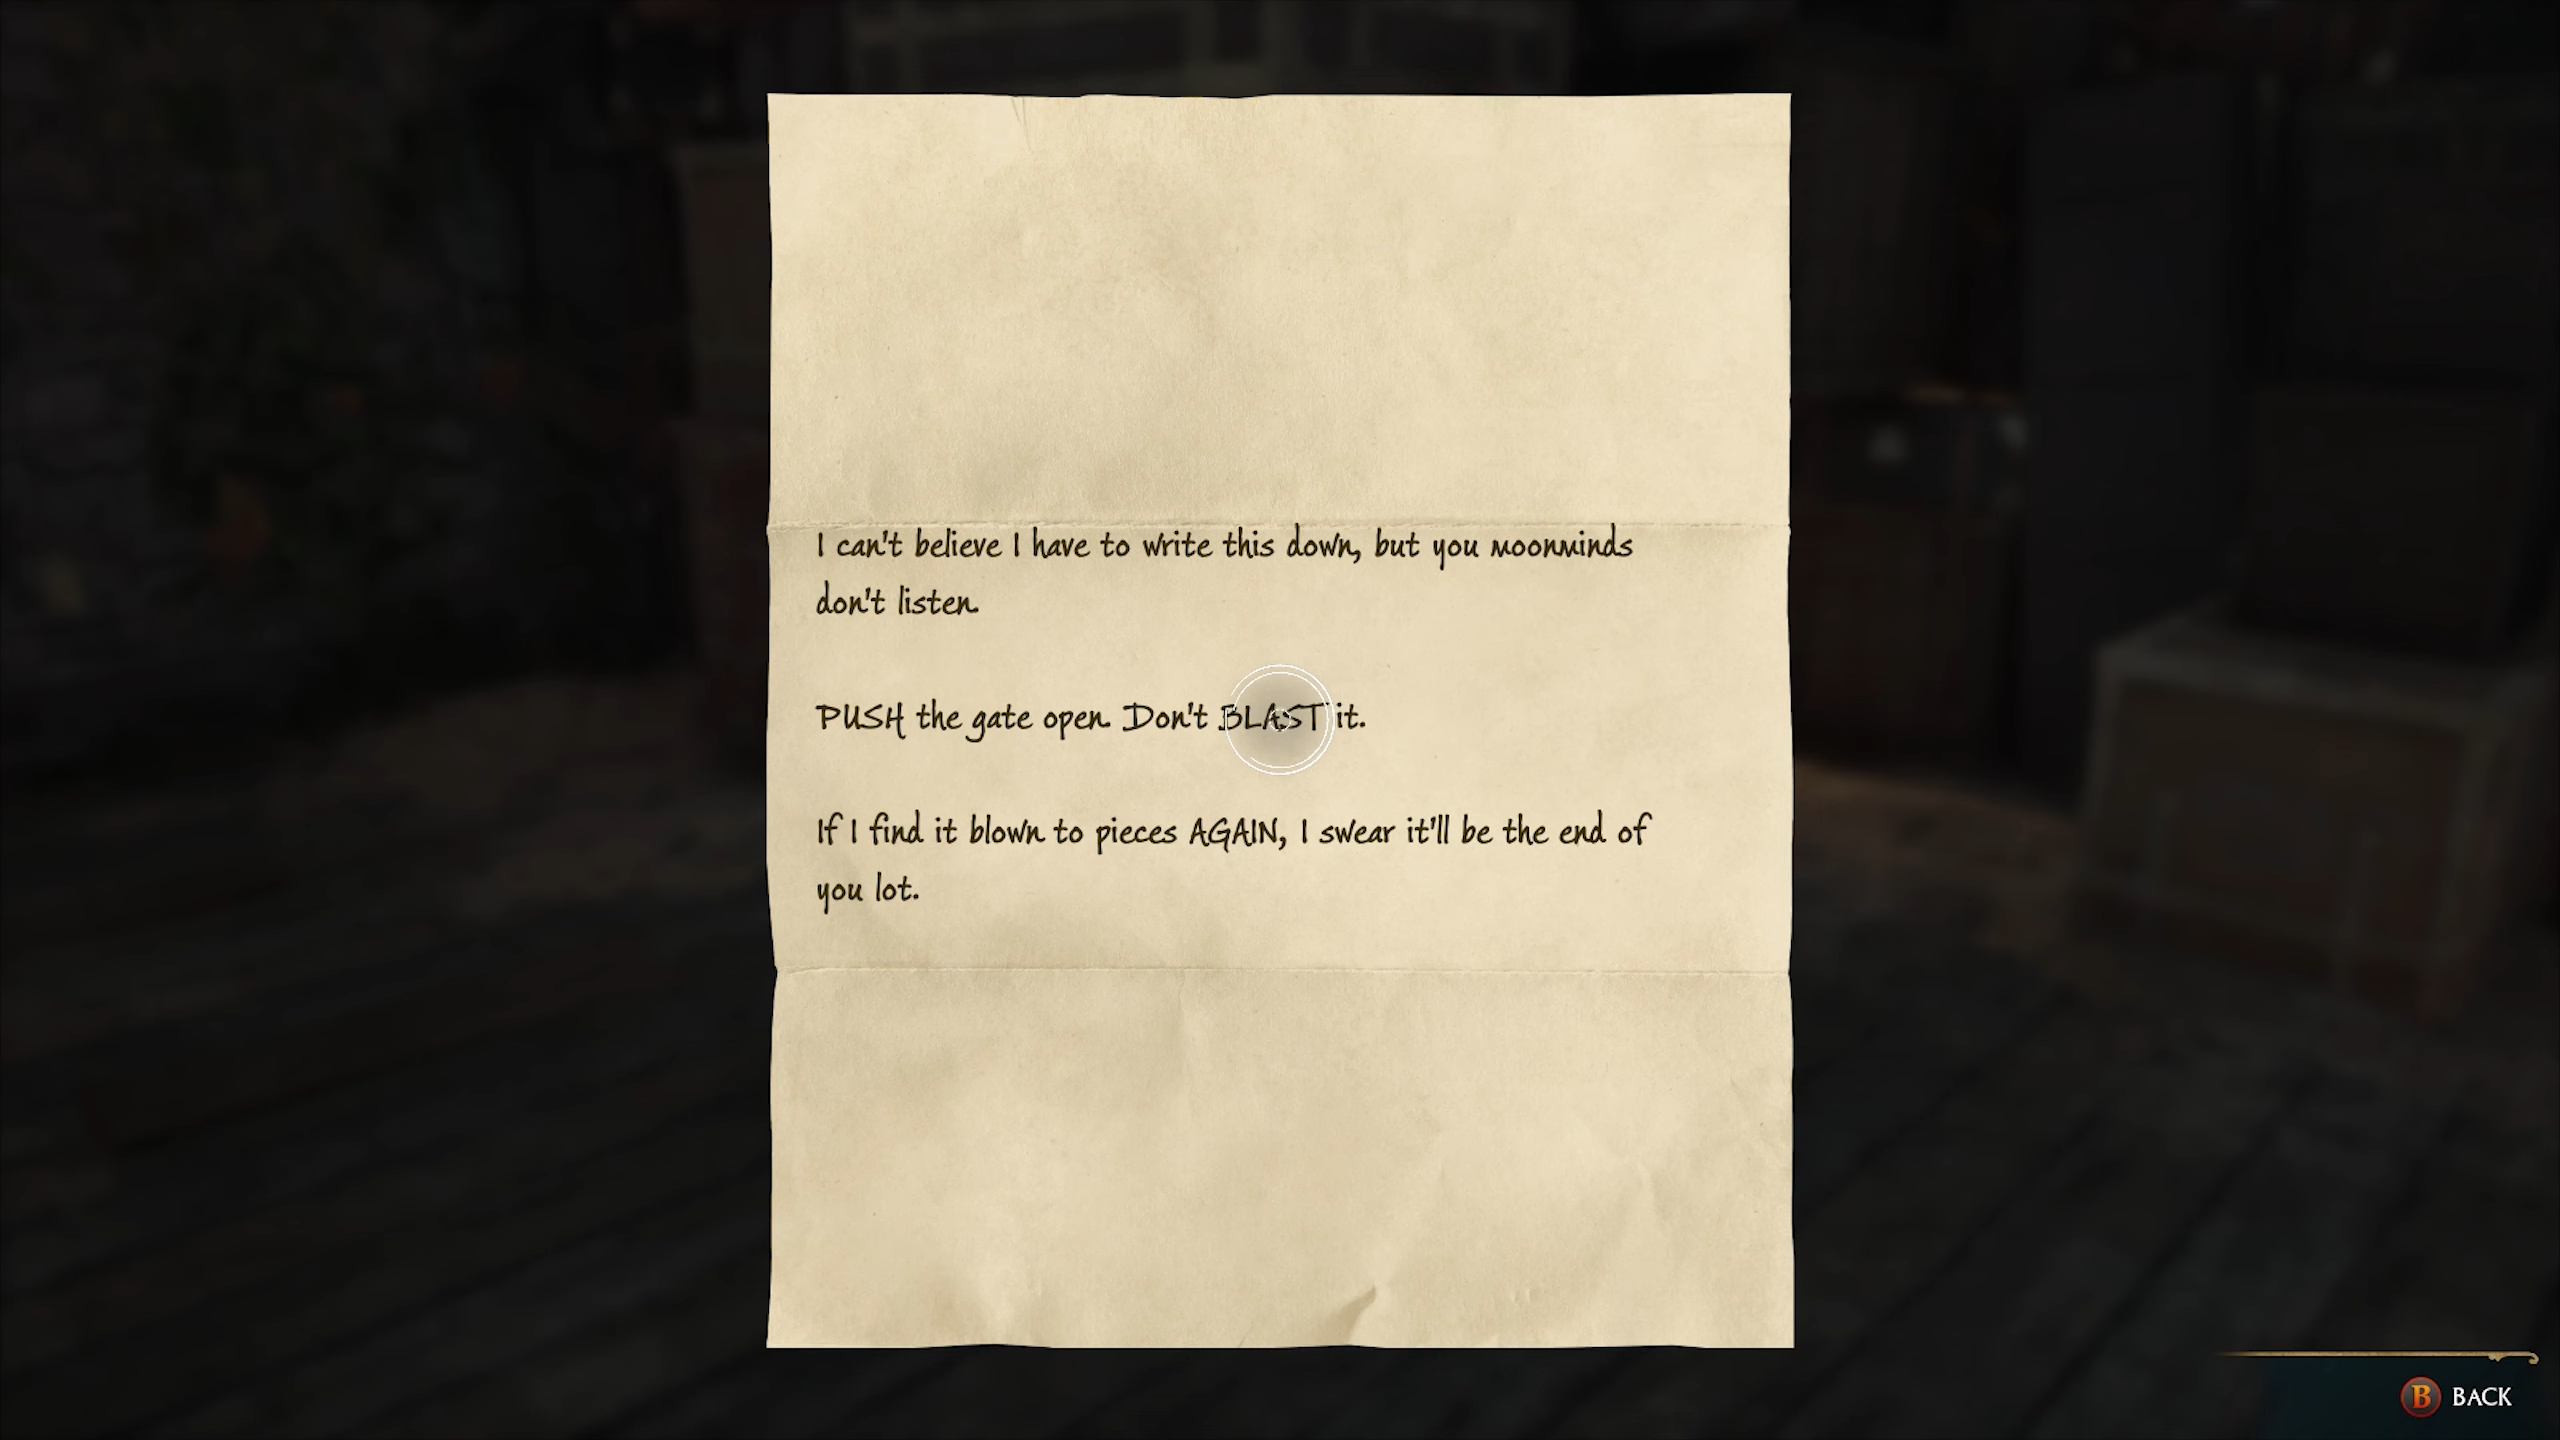 I can't believe I have to write this down, but you moonminds
don't listen.
PUSH the gate open. Don't BLAST it.
If I find it blown to pieces AGAIN, I swear it'll be the end of
you lot.
B BACK